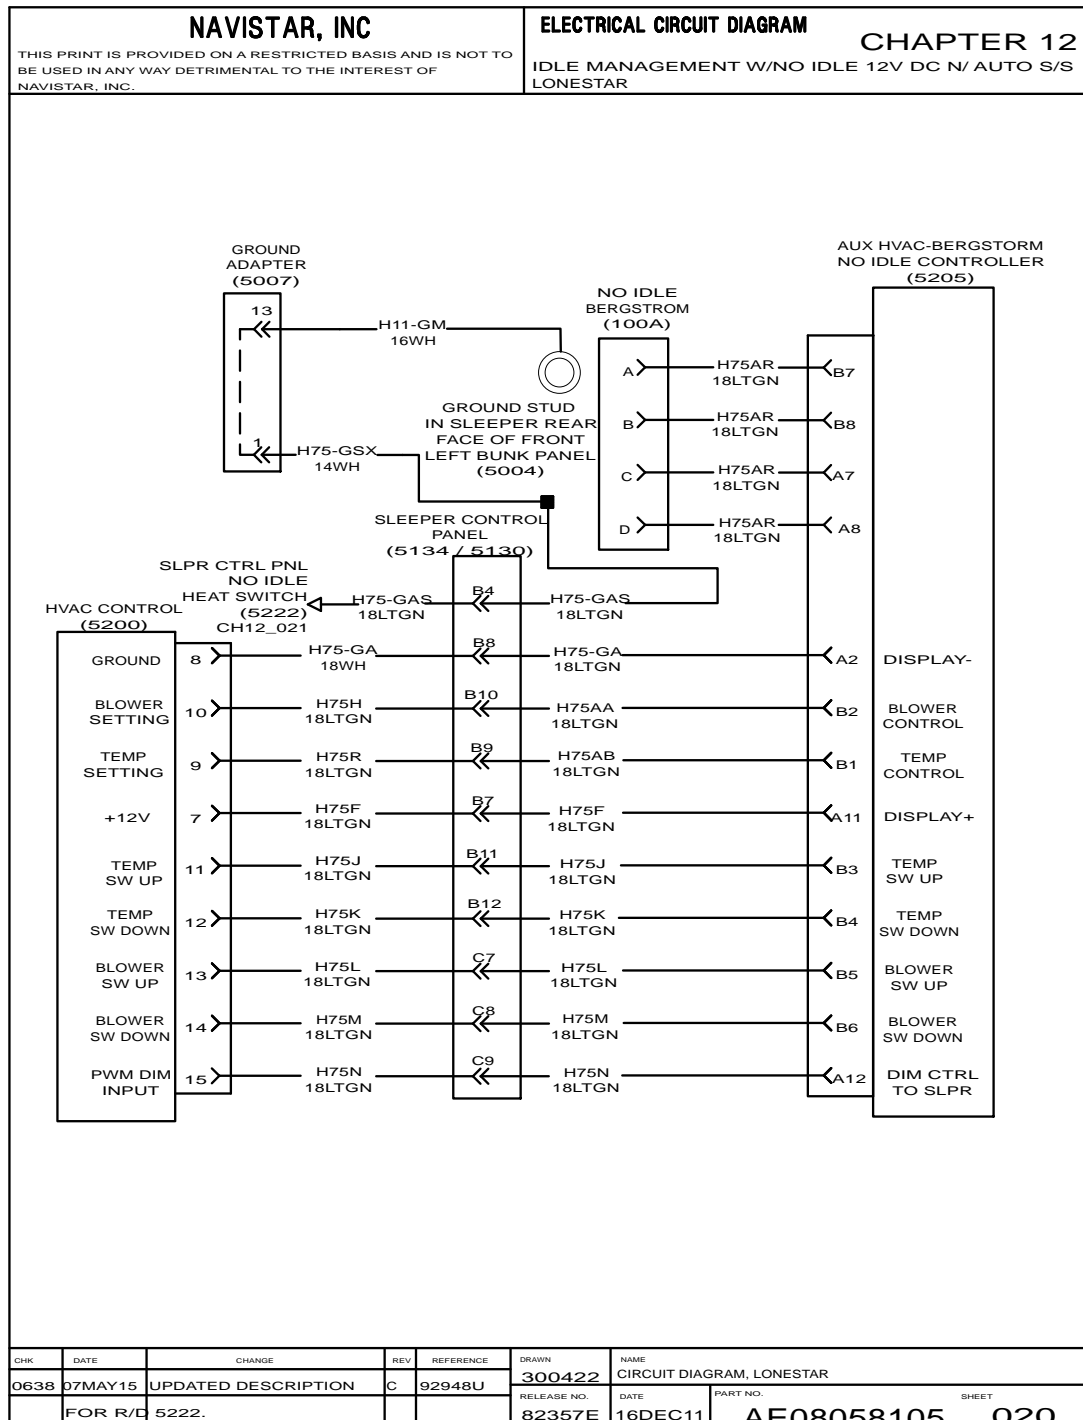 NAVISTAR, INC
THIS PRINT IS PROVIDED ON A RESTRICTED BASIS AND IS NOT TO
BE USED IN ANY WAY DETRIMENTAL TO THE INTEREST OF
NAVISTAR, INC.
ELECTRICAL CIRCUIT DIAGRAM
CHAPTER 12
IDLE MANAGEMENT W/NO IDLE 12V DC N/ AUTO S/S
LONESTAR
GROUND
ADAPTER
(5007)
13
1
H11-GM
16WH
H75-GSX
14WH
GROUND STUD
IN SLEEPER REAR
FACE OF FRONT
LEFT BUNK PANEL
(5004)
NO IDLE
BERGSTROM
(100A)
A
B
C
D
H75AR
18LTGN
H75AR
18LTGN
H75AR
18LTGN
H75AR
18LTGN
AUX HVAC-BERGSTORM
NO IDLE CONTROLLER
(5205)
B7
B8
A7
A8
SLEEPER CONTROL
PANEL
(5134 / 5130)
SLPR CTRL PNL
NO IDLE
HEAT SWITCH
(5222)
CH12_021
H75-GAS
18LTGN
B4
H75-GAS
18LTGN
HVAC CONTROL
(5200)
GROUND
8
H75-GA
18WH
B8
H75-GA
18LTGN
A2
DISPLAY-
BLOWER
SETTING
10
H75H
18LTGN
B10
H75AA
18LTGN
B2
BLOWER
CONTROL
TEMP
SETTING
9
H75R
18LTGN
B9
H75AB
18LTGN
B1
TEMP
CONTROL
+12V
7
H75F
18LTGN
B7
H75F
18LTGN
A11
DISPLAY+
TEMP
SW UP
11
H75J
18LTGN
B11
H75J
18LTGN
B3
TEMP
SW UP
TEMP
SW DOWN
12
H75K
18LTGN
B12
H75K
18LTGN
B4
TEMP
SW DOWN
BLOWER
SW UP
13
H75L
18LTGN
C7
H75L
18LTGN
B5
BLOWER
SW UP
BLOWER
SW DOWN
14
H75M
18LTGN
C8
H75M
18LTGN
B6
BLOWER
SW DOWN
PWM DIM
INPUT
15
H75N
18LTGN
C9
H75N
18LTGN
A12
DIM CTRL
TO SLPR
CHK DATE CHANGE REV REFERENCE
0638 07MAY15 UPDATED DESCRIPTION C 92948U
FOR R/D 5222.
DRAWN
300422
NAME
CIRCUIT DIAGRAM, LONESTAR
RELEASE NO.
82357E
DATE
16DEC11
PART NO.
AE08058105
SHEET
020